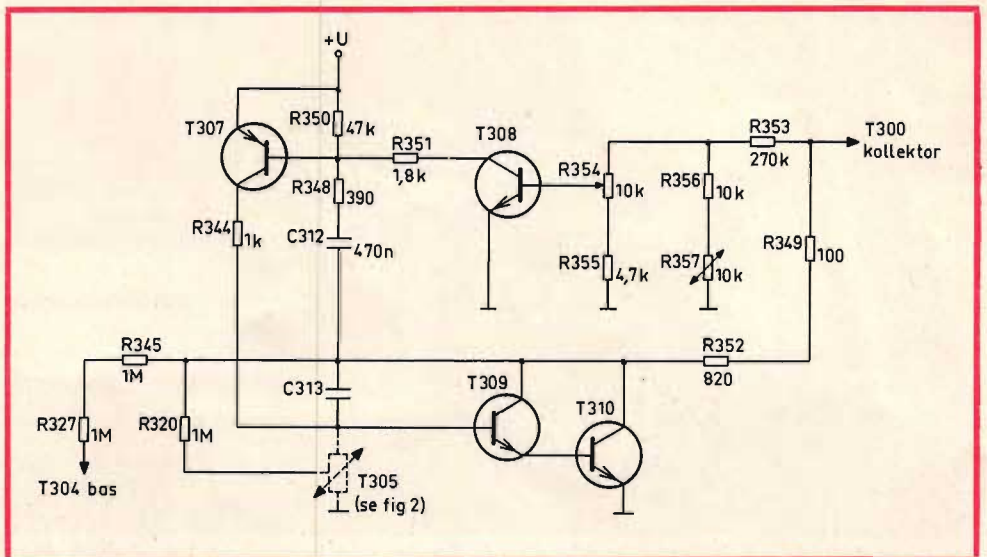 +U
R350
47k
T307
R351
1,8k
T308
R353
270k
T300
kollektor
R354
10k
R356
10k
R348
390
R344
1k
C312
470n
R349
100
R355
4,7k
R357
10k
R345
1M
R352
820
C313
T309
T310
R327
1M
R320
1M
T305
(se fig 2)
T304 bas